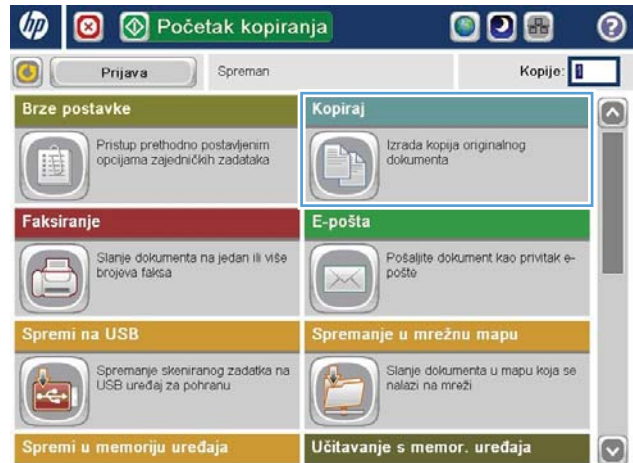 hp
Početak kopiranja
?
Prijava
Spreman
Kopije: 1
Brze postavke
Pristup prethodno postavljenim
opcijama zajedničkih zadataka
Kopiraj
Izrada kopija originalnog
dokumenta
Faksiranje
Slanje dokumenta na jedan ili više
brojeva faksa
E-pošta
Pošaljite dokument kao privitak e-
pošte
Spremi na USB
Spremanje skeniranog zadatka na
USB uređaj za pohranu
Spremanje u mrežnu mapu
Slanje dokumenta u mapu koja se
nalazi na mreži
Spremi u memoriju uređaja
Učitavanje s memor. uređaja